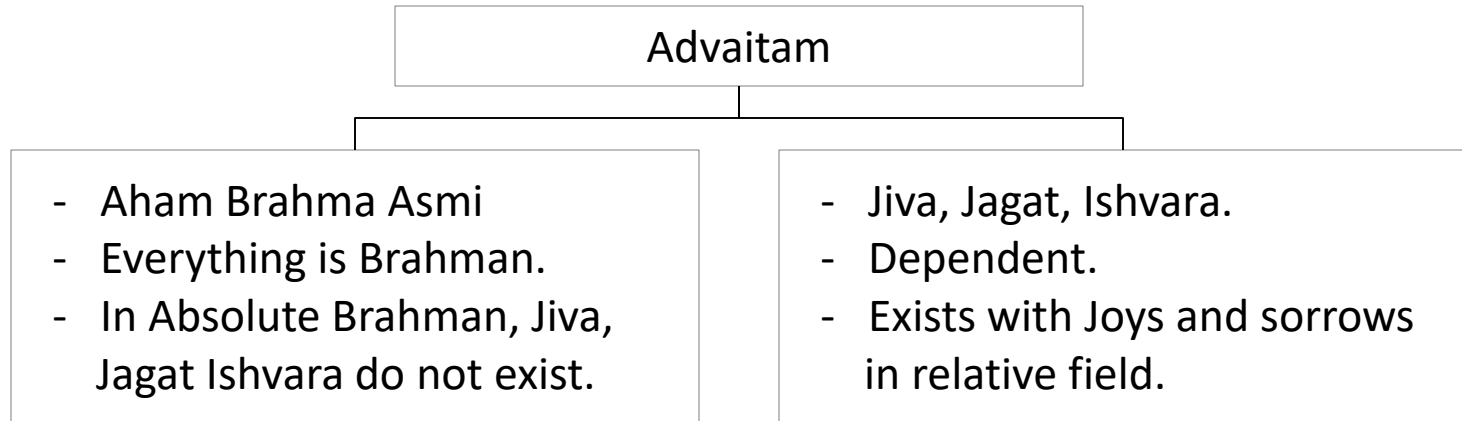 Advaitam
- Aham Brahma Asmi
- Everything is Brahman.
- In Absolute Brahman, Jiva,
Jagat Ishvara do not exist.
- Jiva, Jagat, Ishvara.
- Dependent.
- Exists with Joys and sorrows
in relative field.